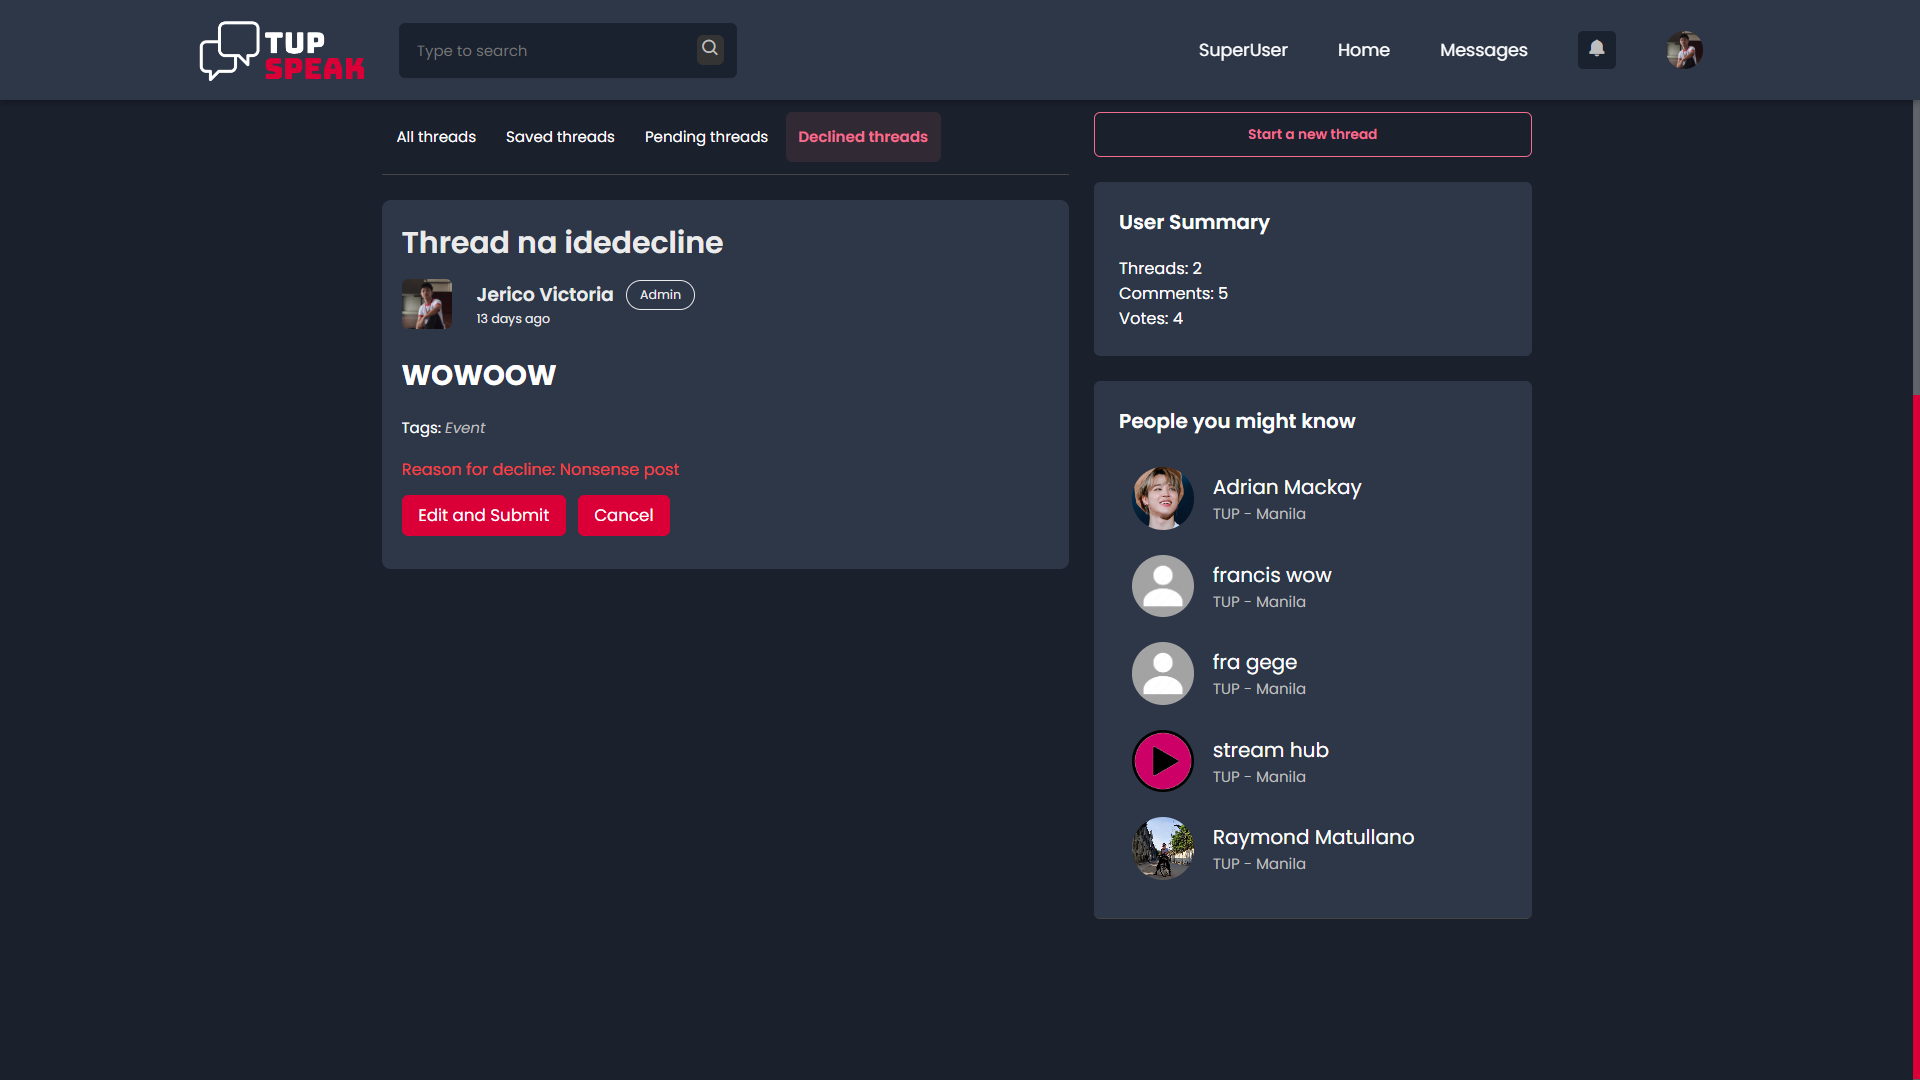 TUP
SPEAK
Type to search
SuperUser
Home
Messages
All threads
Saved threads
Pending threads
Declined threads
Start a new thread
Thread na idedecline
Jerico Victoria
Admin
13 days ago
WOWOOW
Tags: Event
Reason for decline: Nonsense post
Edit and Submit
Cancel
User Summary
Threads: 2
Comments: 5
Votes: 4
People you might know
Adrian Mackay
TUP - Manila
francis wow
TUP - Manila
fra gege
TUP - Manila
stream hub
TUP - Manila
Raymond Matullano
TUP - Manila